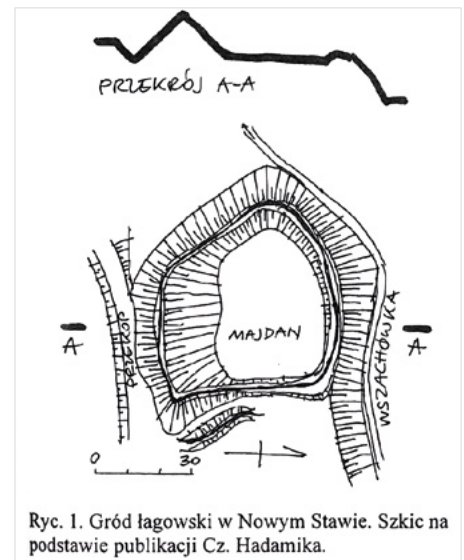 PRZEKRÓJ A-A
MAJDAN
PRZEKOP
WSZACHÓWKA
A
A
0 30
Ryc. 1. Gród łagowski w Nowym Stawie. Szkic na
podstawie publikacji Cz. Hadamika.